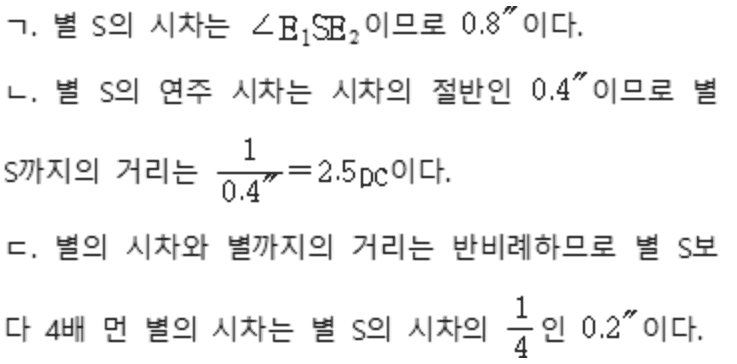 ㄱ. 별 S의 시차는 ∠E₁SE₂이므로 0.8″이다.
ㄴ. 별 S의 연주 시차는 시차의 절반인 0.4″이므로 별
S까지의 거리는 1/0.4″=2.5pc이다.
ㄷ. 별의 시차와 별까지의 거리는 반비례하므로 별 S보
다 4배 먼 별의 시차는 별 S의 시차의 1/4인 0.2″이다.